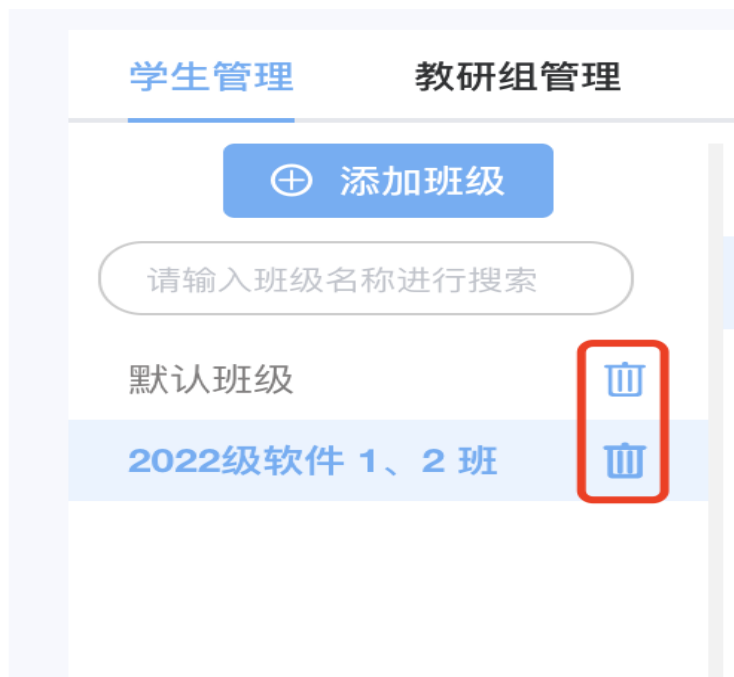 学生管理 教研组管理
添加班级
请输入班级名称进行搜索
默认班级
2022级软件 1、2 班